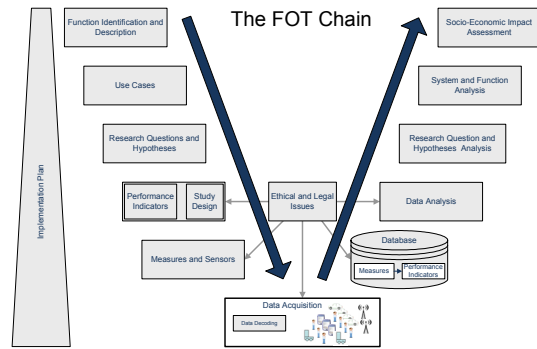 The FOT Chain
Function Identification and
Description
Socio-Economic Impact
Assessment
Use Cases
System and Function
Analysis
Research Questions and
Hypotheses
Research Question and
Hypotheses Analysis
Implementation Plan
Performance
Indicators
Study
Design
Ethical and Legal
Issues
Data Analysis
Measures and Sensors
Database
Measures
Performance
Indicators
Data Acquisition
Data Decoding